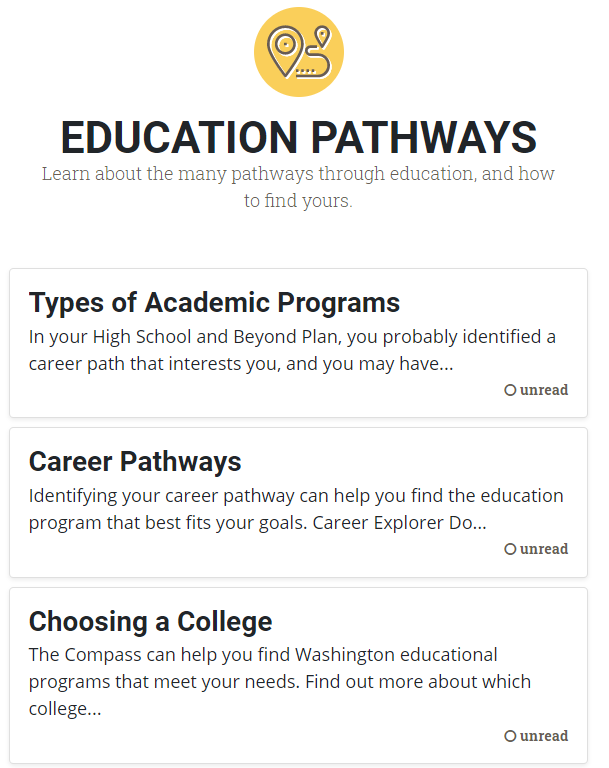 EDUCATION PATHWAYS
Learn about the many pathways through education, and how
to find yours.
Types of Academic Programs
In your High School and Beyond Plan, you probably identified a
career path that interests you, and you may have...
unread
Career Pathways
Identifying your career pathway can help you find the education
program that best fits your goals. Career Explorer Do...
unread
Choosing a College
The Compass can help you find Washington educational
programs that meet your needs. Find out more about which
college...
unread